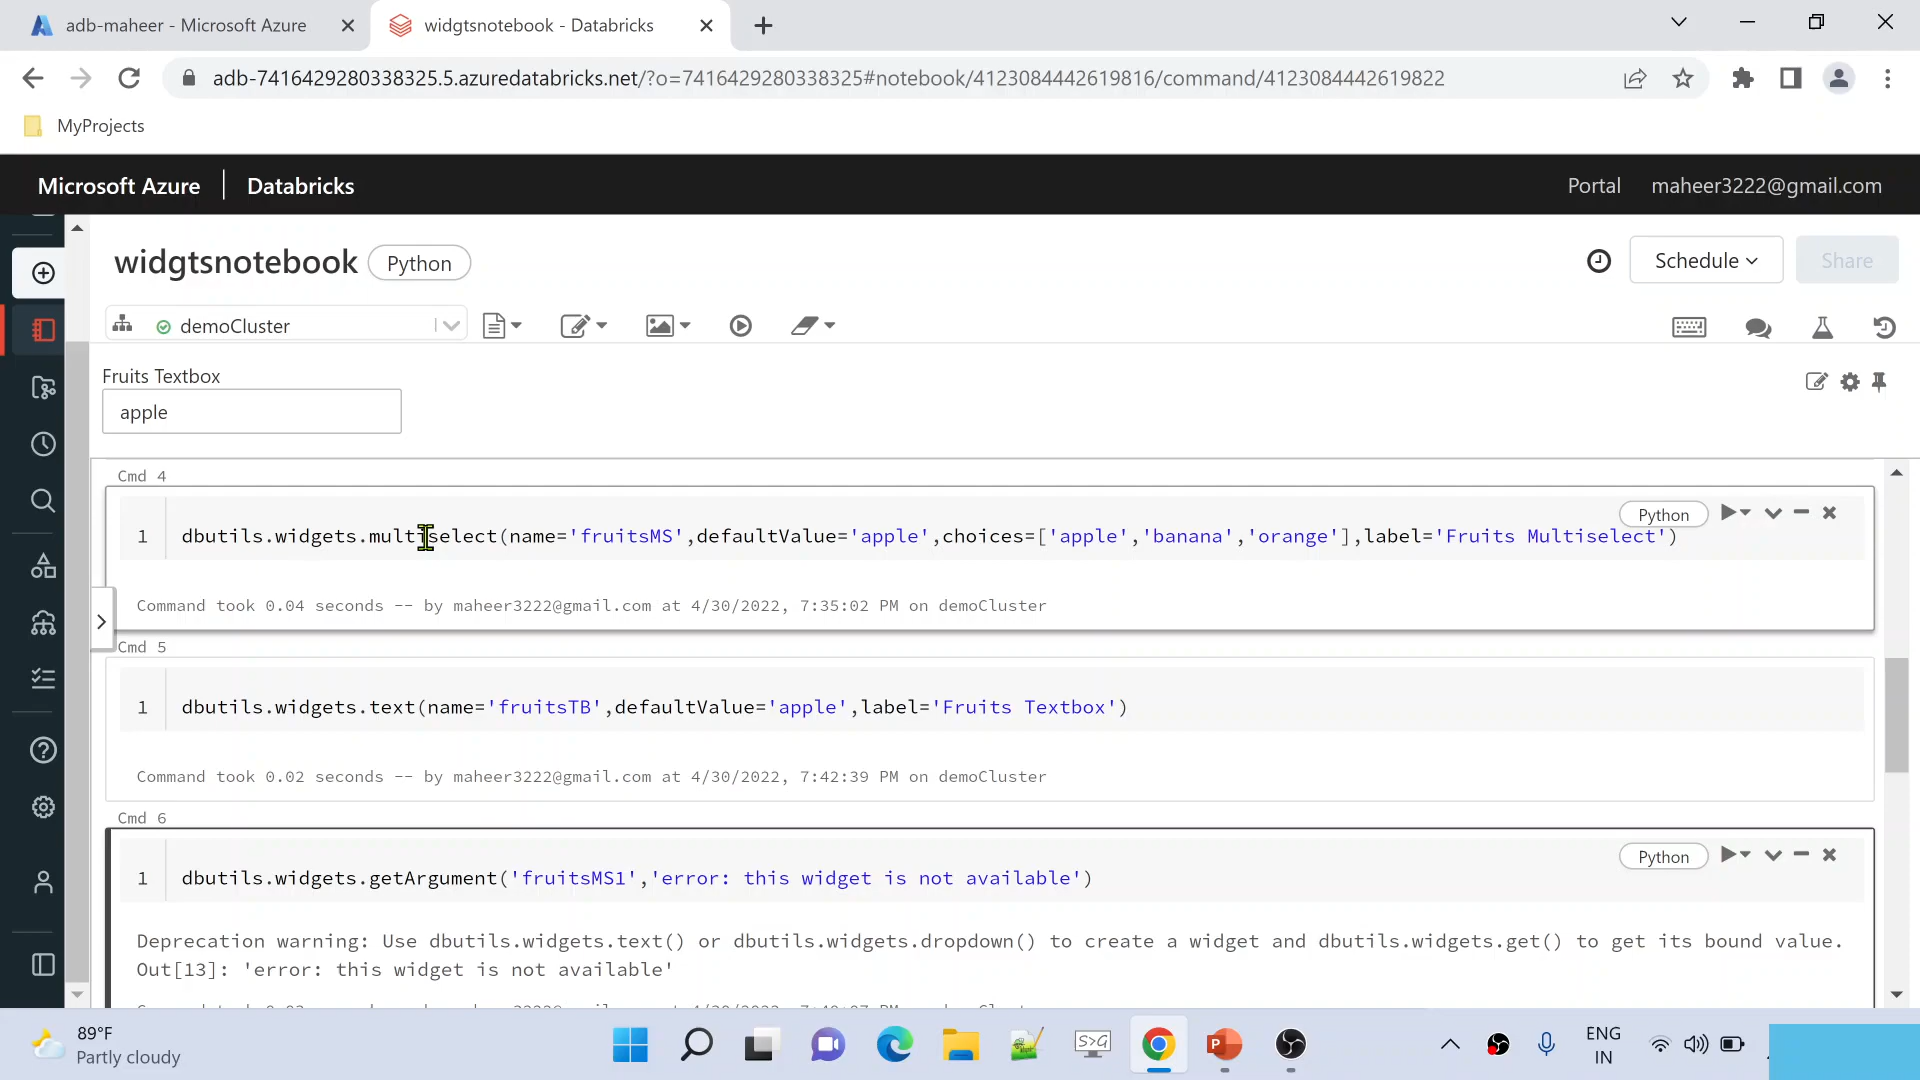 adb-maheer - Microsoft Azure
widgtsnotebook - Databricks
adb-7416429280338325.5.azuredatabricks.net/?o=7416429280338325#notebook/4123084442619816/command/4123084442619822
MyProjects
Microsoft Azure
Databricks
Portal
maheer3222@gmail.com
widgtsnotebook
Python
Schedule
Share
demoCluster
Fruits Textbox
apple
Cmd 4
Python
1 dbutils.widgets.multiselect(name='fruitsMS',defaultValue='apple',choices=['apple','banana','orange'],label='Fruits Multiselect')
Command took 0.04 seconds -- by maheer3222@gmail.com at 4/30/2022, 7:35:02 PM on demoCluster
Cmd 5
1 dbutils.widgets.text(name='fruitsTB',defaultValue='apple',label='Fruits Textbox')
Command took 0.02 seconds -- by maheer3222@gmail.com at 4/30/2022, 7:42:39 PM on demoCluster
Cmd 6
Python
1 dbutils.widgets.getArgument('fruitsMS1','error: this widget is not available')
Deprecation warning: Use dbutils.widgets.text() or dbutils.widgets.dropdown() to create a widget and dbutils.widgets.get() to get its bound value.
Out[13]: 'error: this widget is not available'
89°F
Partly cloudy
S>G
ENG
IN